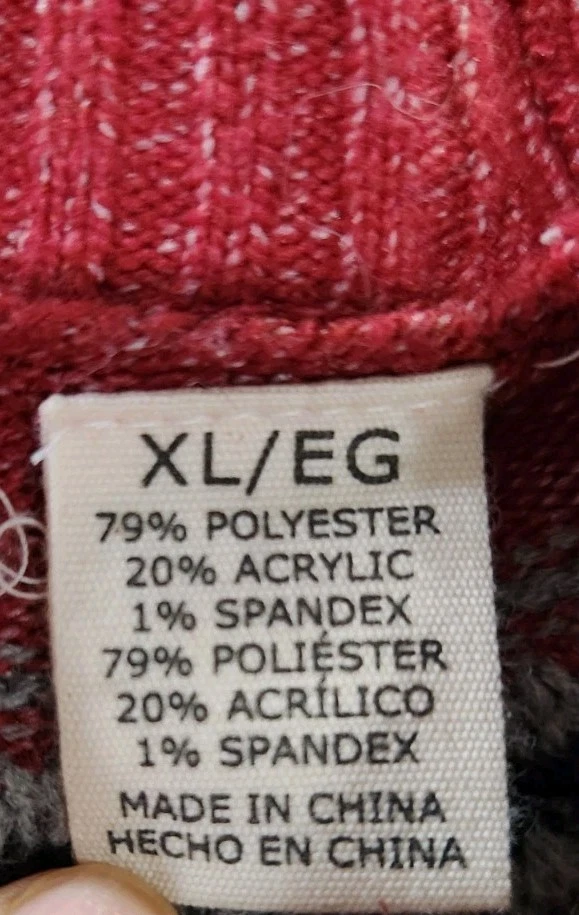 XL/EG
79% POLYESTER
20% ACRYLIC
1% SPANDEX
79% POLIÉSTER
20% ACRÍLICO
1% SPANDEX
MADE IN CHINA
HECHO EN CHINA